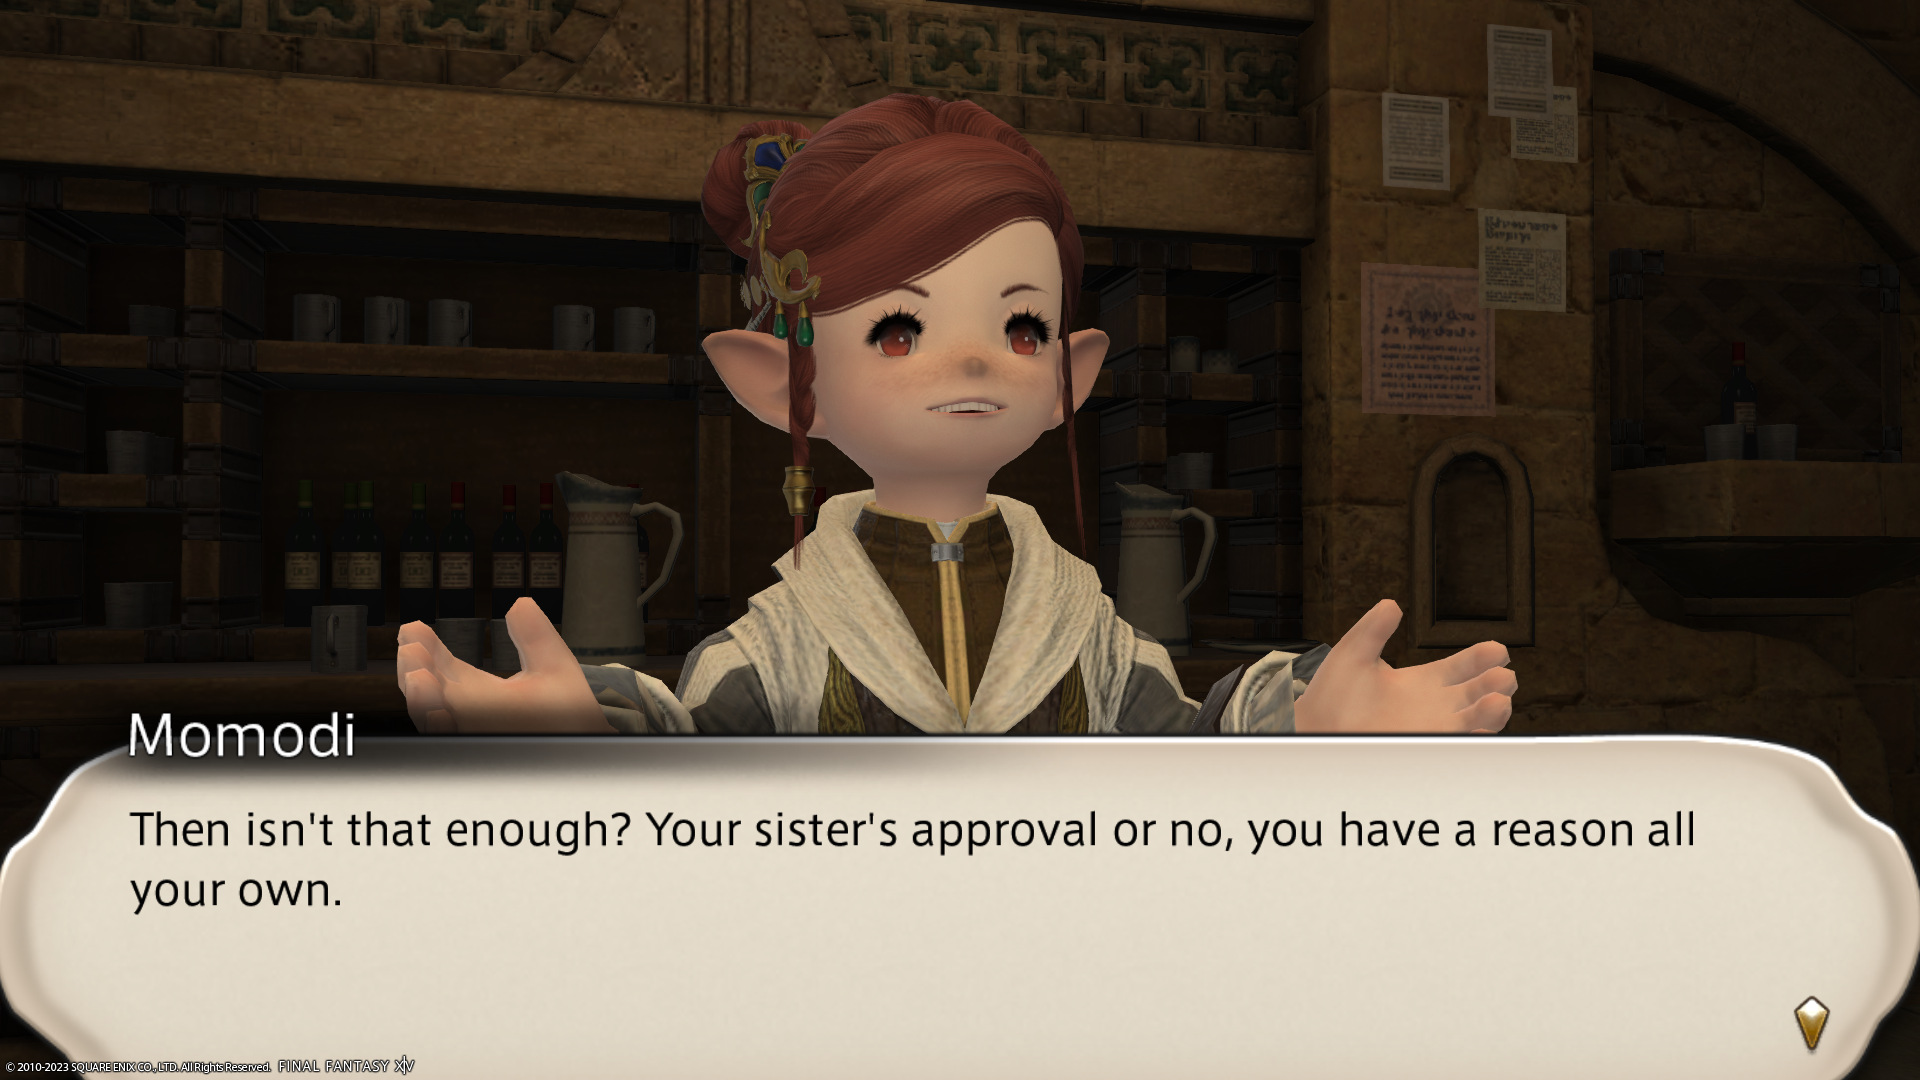 Momodi
Then isn't that enough? Your sister's approval or no, you have a reason all
your own.
© 2010-2023 SQUARE ENIX CO., LTD. All Rights Reserved. FINAL FANTASY XIV